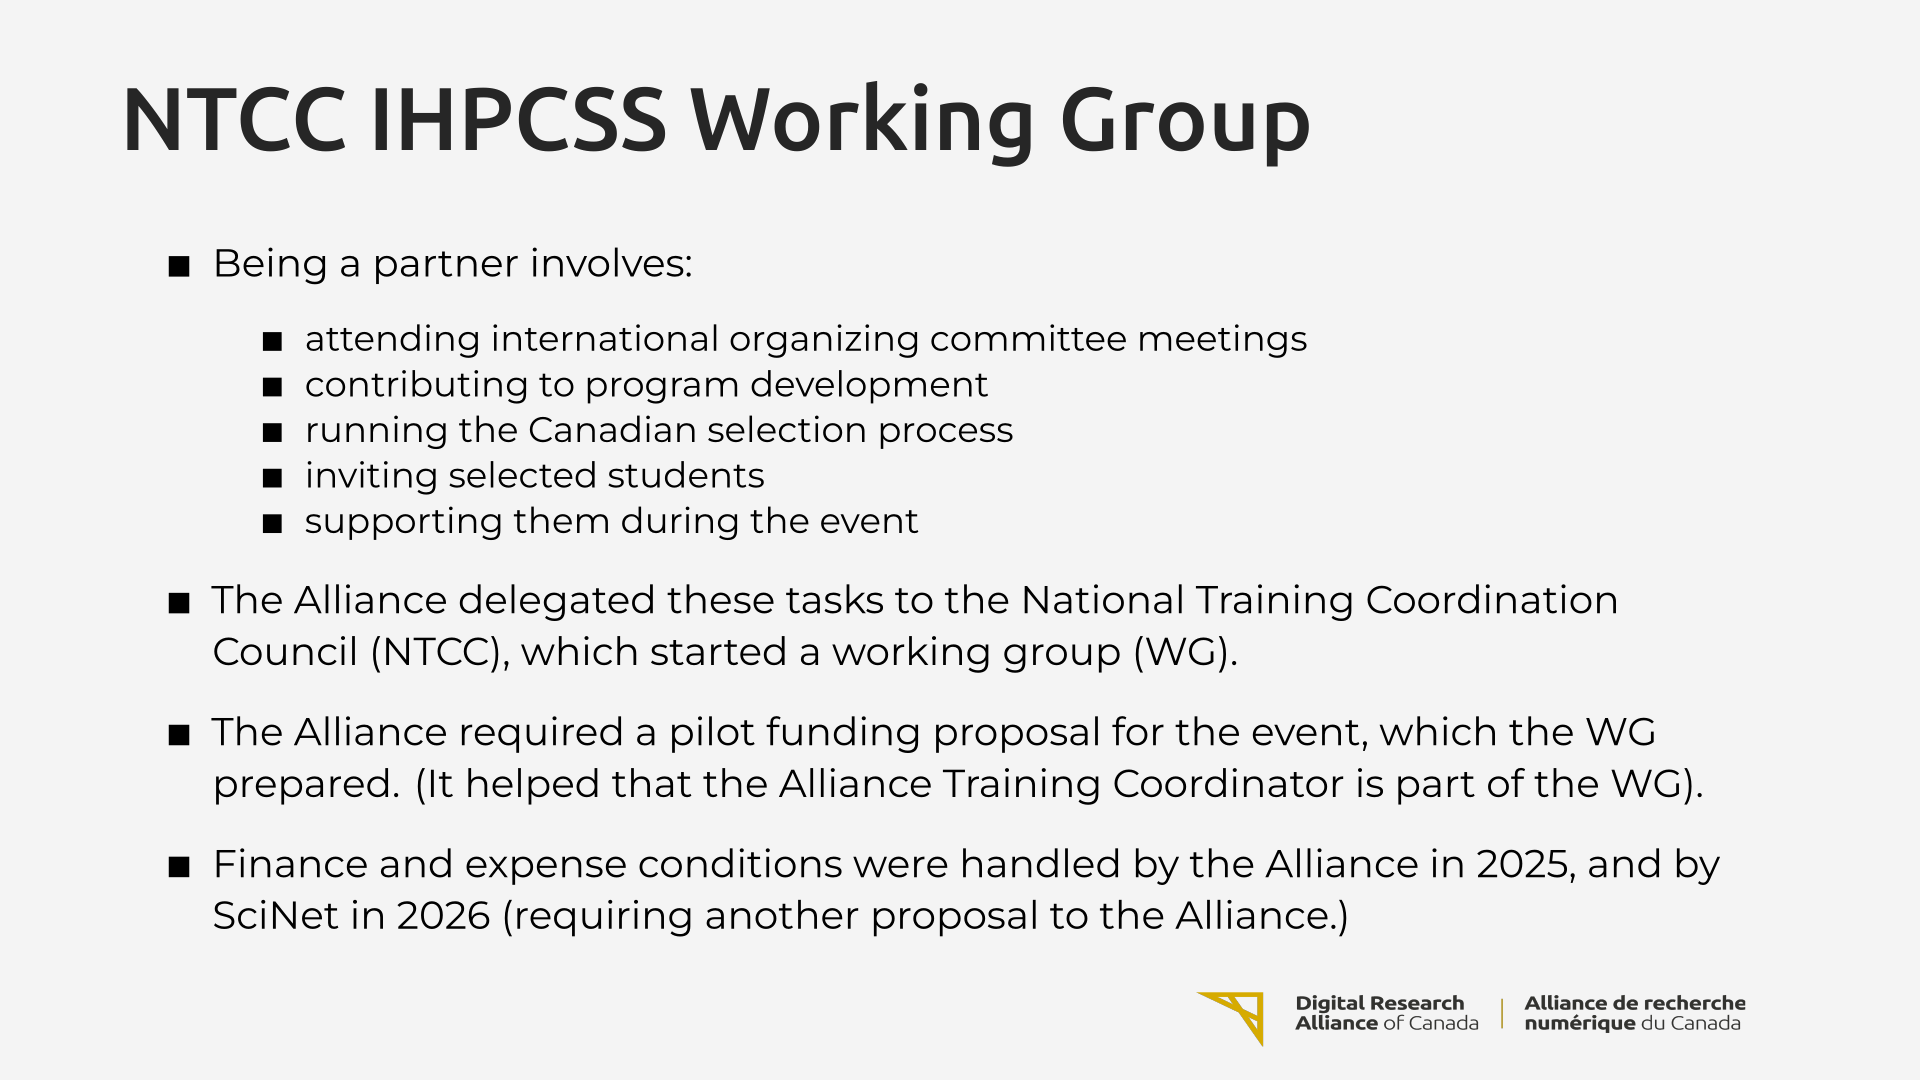 NTCC IHPCSS Working Group
■ Being a partner involves:
■ attending international organizing committee meetings
■ contributing to program development
■ running the Canadian selection process
■ inviting selected students
■ supporting them during the event
■ The Alliance delegated these tasks to the National Training Coordination
Council (NTCC), which started a working group (WG).
■ The Alliance required a pilot funding proposal for the event, which the WG
prepared. (It helped that the Alliance Training Coordinator is part of the WG).
■ Finance and expense conditions were handled by the Alliance in 2025, and by
SciNet in 2026 (requiring another proposal to the Alliance.)
Digital Research
Alliance of Canada
Alliance de recherche
numérique du Canada